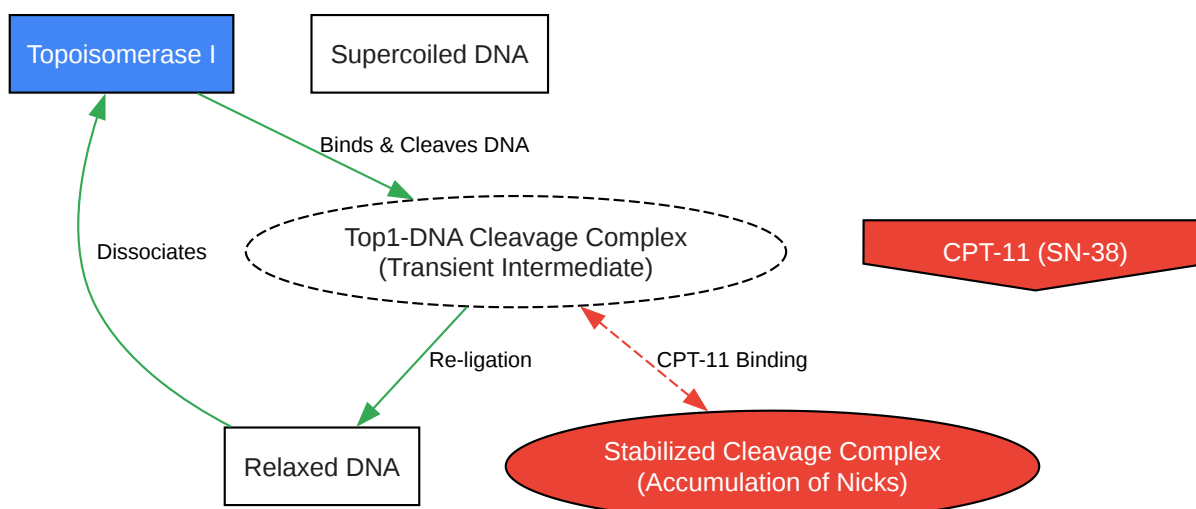 Topoisomerase I
Supercoiled DNA
Binds & Cleaves DNA
Dissociates
Top1-DNA Cleavage Complex
(Transient Intermediate)
CPT-11 (SN-38)
Re-ligation
CPT-11 Binding
Relaxed DNA
Stabilized Cleavage Complex
(Accumulation of Nicks)